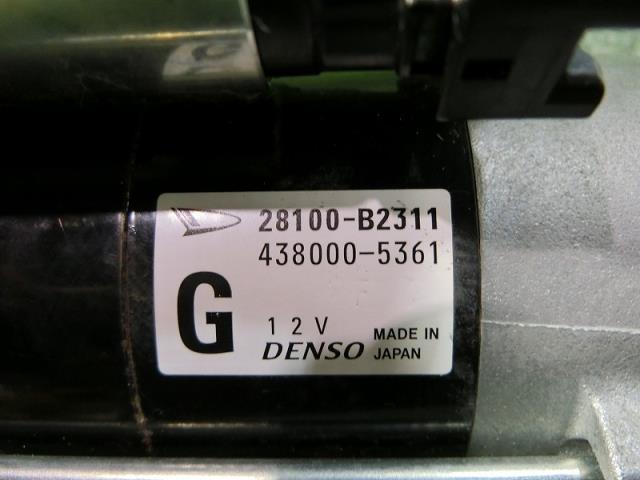 28100-B2311
438000-5361
G
12V
DENSO
MADE IN
JAPAN